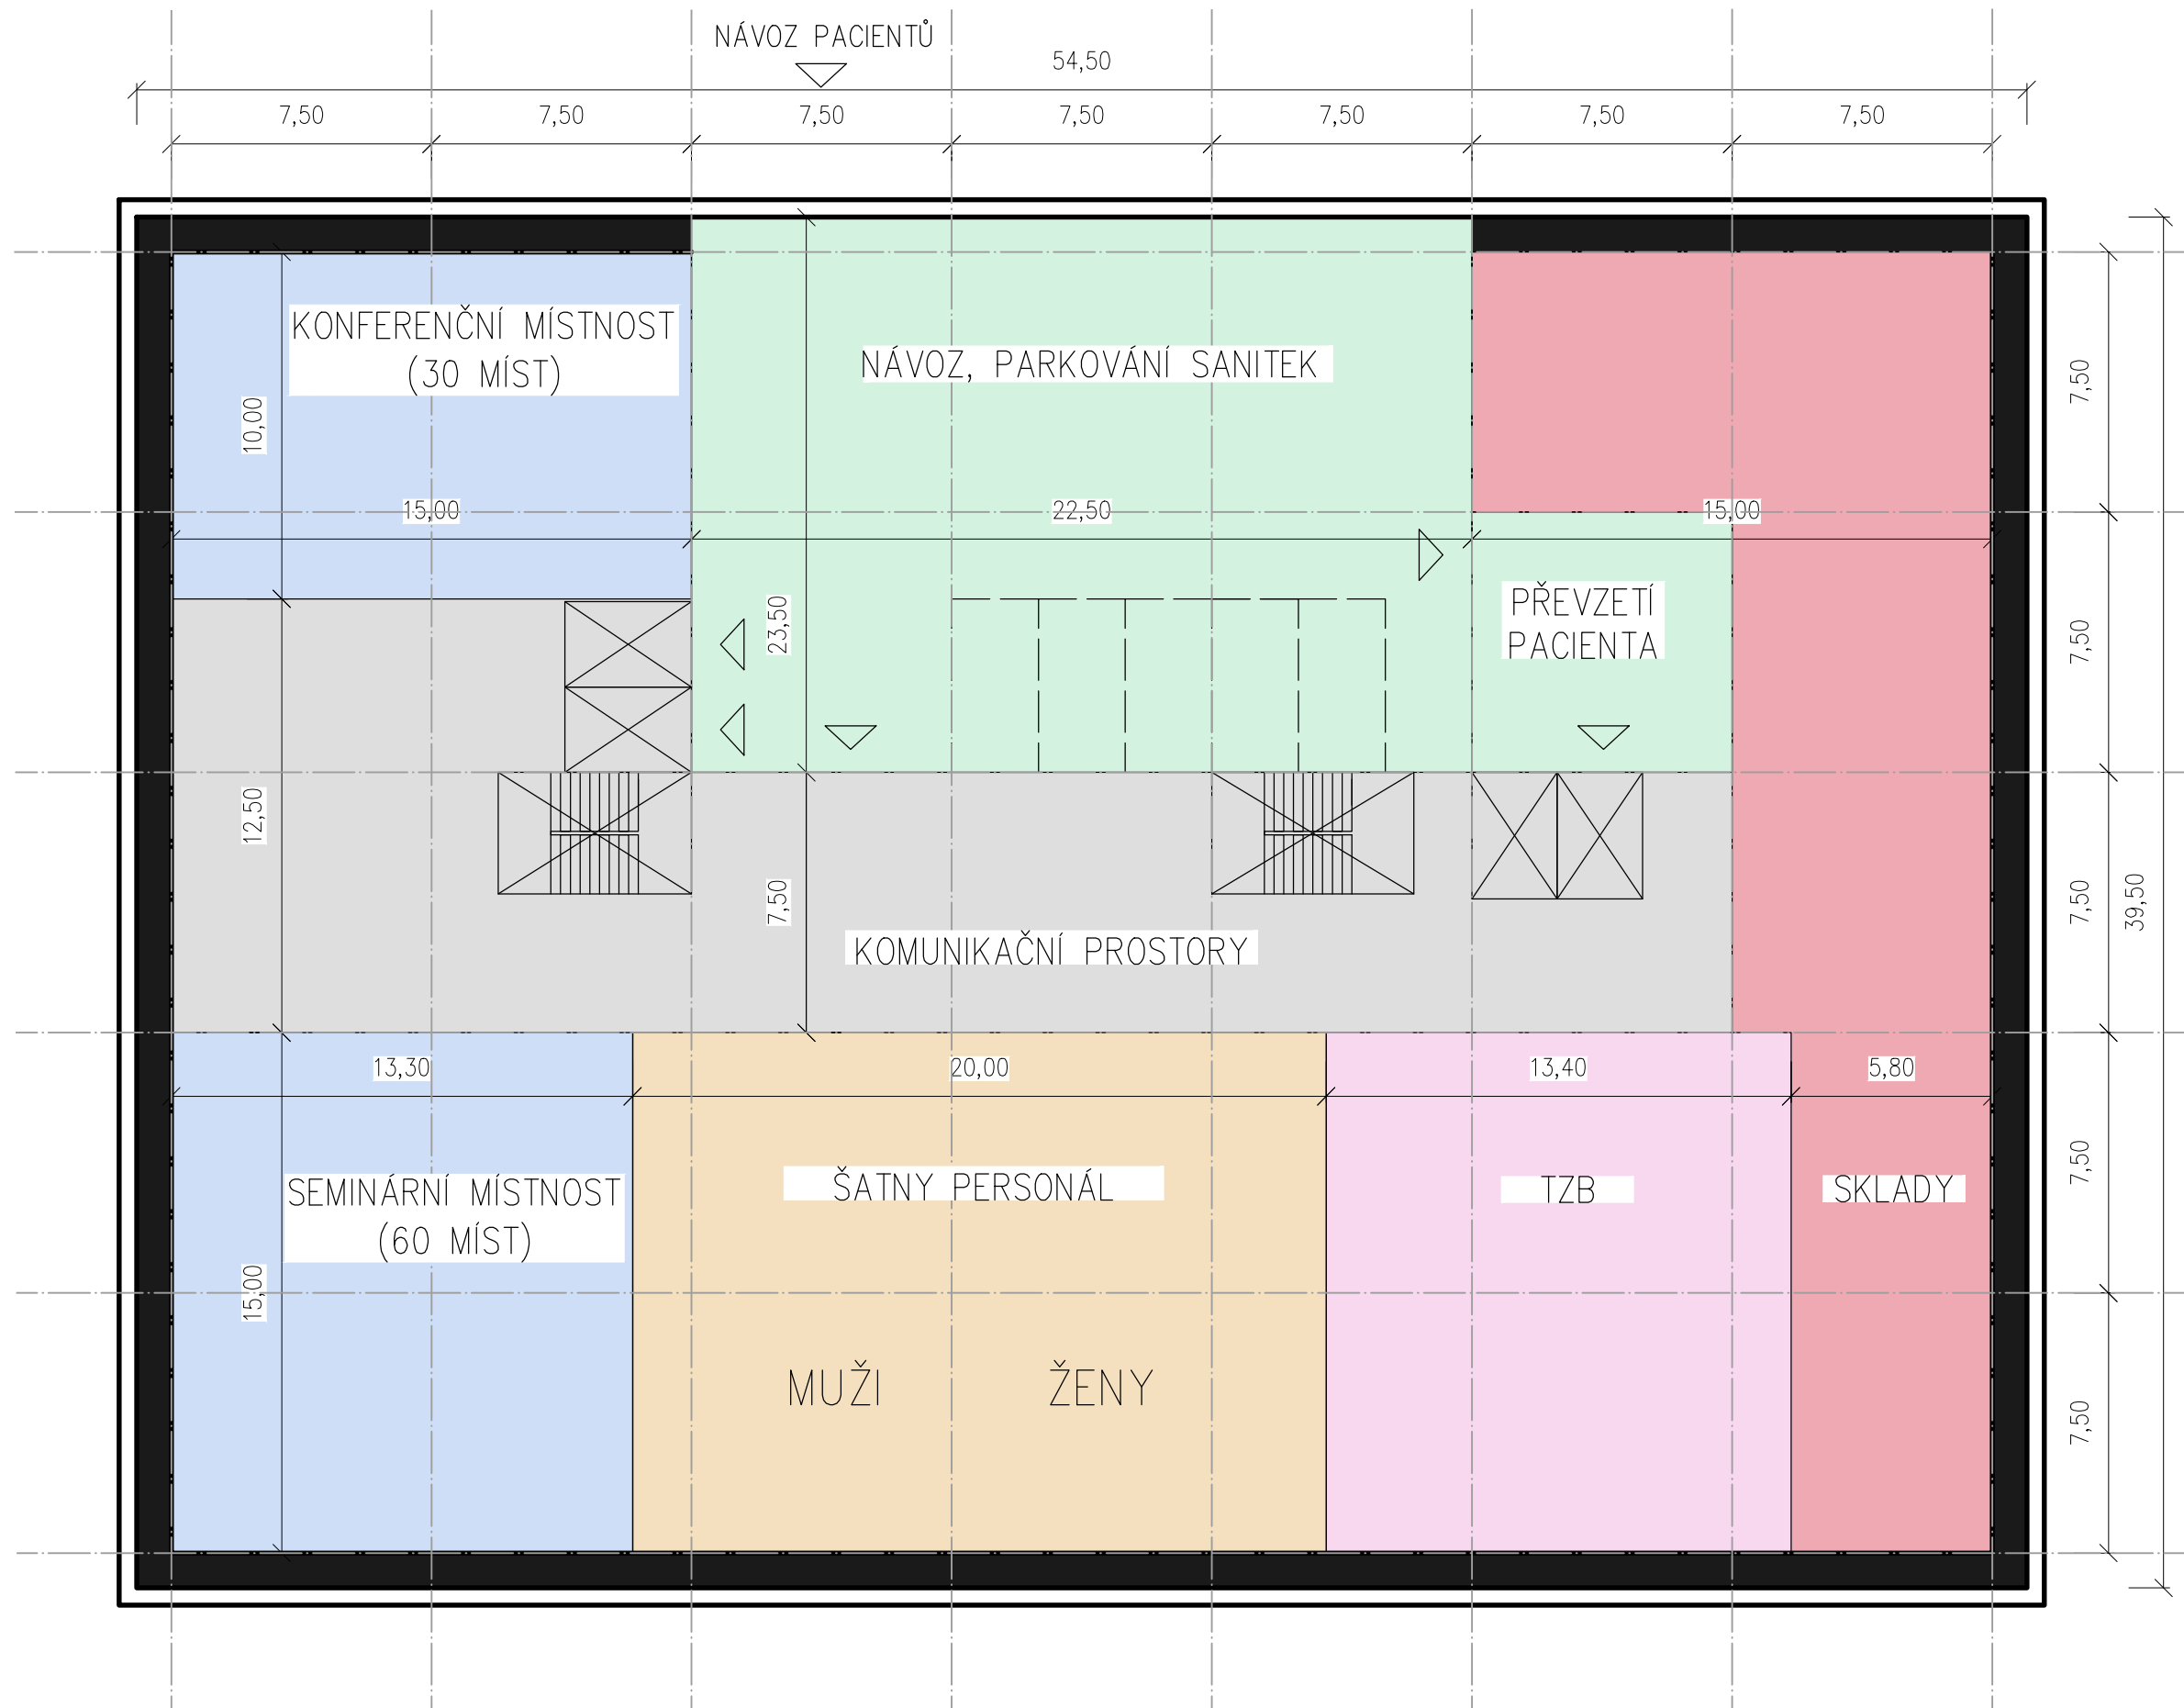 NÁVOZ PACIENTŮ
54,50
7,50 7,50 7,50 7,50 7,50 7,50 7,50
KONFERENČNÍ MÍSTNOST
(30 MÍST)
NÁVOZ, PARKOVÁNÍ SANITEK
7,50
10,00
15,00 22,50 15,00
PŘEVZETÍ
PACIENTA
23,50
7,50
12,50
7,50
7,50
39,50
KOMUNIKAČNÍ PROSTORY
13,30 20,00 13,40 5,80
SEMINÁRNÍ MÍSTNOST
(60 MÍST)
ŠATNY PERSONÁL
TZB
SKLADY
7,50
15,00
MUŽI ŽENY
7,50